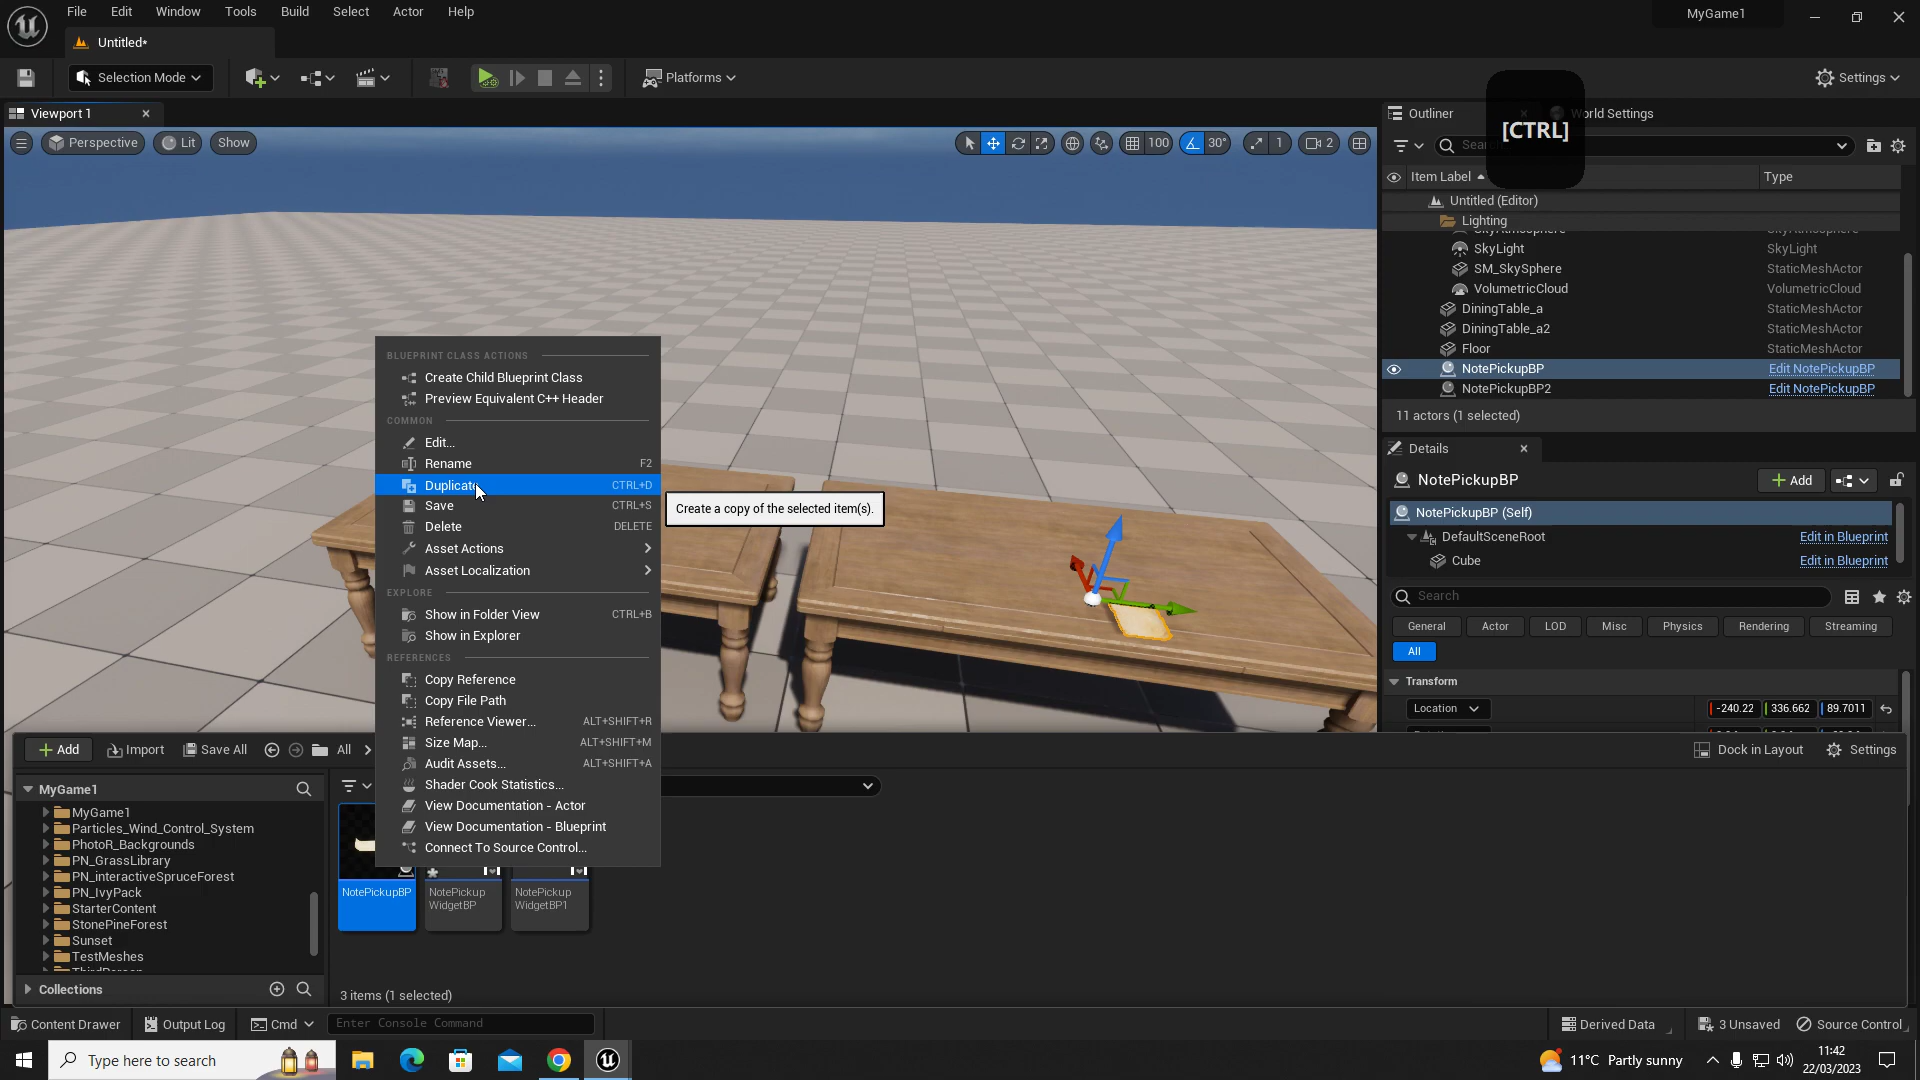 File Edit Window Tools Build Select Actor Help
MyGame1
Untitled*
Selection Mode
Platforms
Settings
Viewport 1
Outliner
World Settings
[CTRL]
Perspective
Lit
Show
100
30°
1
2
Item Label
Type
Untitled (Editor)
Lighting
SkyAtmosphere SkyAtmosphere
SkyLight SkyLight
SM_SkySphere StaticMeshActor
VolumetricCloud VolumetricCloud
DiningTable_a StaticMeshActor
DiningTable_a2 StaticMeshActor
Floor StaticMeshActor
NotePickupBP Edit NotePickupBP
NotePickupBP2 Edit NotePickupBP
11 actors (1 selected)
Details
NotePickupBP
Add
NotePickupBP (Self)
DefaultSceneRoot Edit in Blueprint
Cube Edit in Blueprint
Search
General Actor LOD Misc Physics Rendering Streaming
All
Transform
Location -240.22 336.662 89.7011
BLUEPRINT CLASS ACTIONS
Create Child Blueprint Class
Preview Equivalent C++ Header
COMMON
Edit...
Rename F2
Duplicate CTRL+D
Save CTRL+S
Delete DELETE
Asset Actions
Asset Localization
EXPLORE
Show in Folder View CTRL+B
Show in Explorer
REFERENCES
Copy Reference
Copy File Path
Reference Viewer... ALT+SHIFT+R
Size Map... ALT+SHIFT+M
Audit Assets... ALT+SHIFT+A
Shader Cook Statistics...
View Documentation - Actor
View Documentation - Blueprint
Connect To Source Control...
Create a copy of the selected item(s).
Add Import Save All All
Dock in Layout Settings
MyGame1
MyGame1
Particles_Wind_Control_System
PhotoR_Backgrounds
PN_GrassLibrary
PN_interactiveSpruceForest
PN_IvyPack
StarterContent
StonePineForest
Sunset
TestMeshes
Collections
NotePickupBP
NotePickup
WidgetBP
NotePickup
WidgetBP1
3 items (1 selected)
Content Drawer Output Log Cmd Enter Console Command
Derived Data 3 Unsaved Source Control
Type here to search
11°C Partly sunny
11:42
22/03/2023